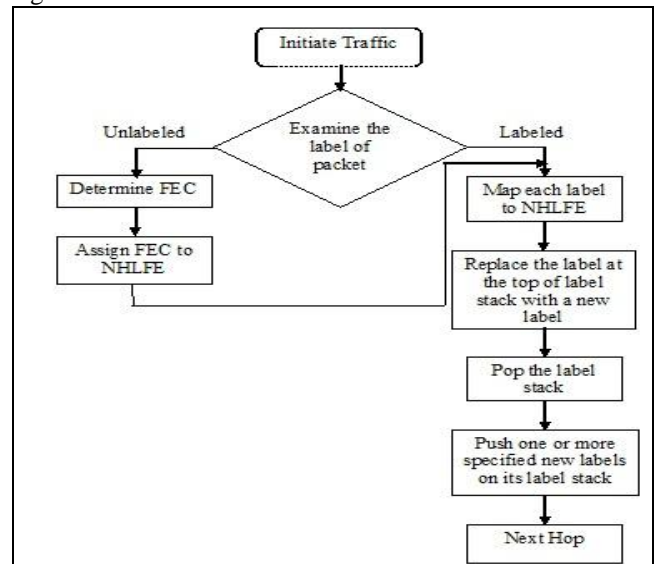 Initiate Traffic
Examine the
label of
packet
Unlabeled
Labeled
Determine FEC
Assign FEC to
NHLFE
Map each label
to NHLFE
Replace the label at
the top of label
stack with a new
label
Pop the label
stack
Push one or more
specified new labels
on its label stack
Next Hop